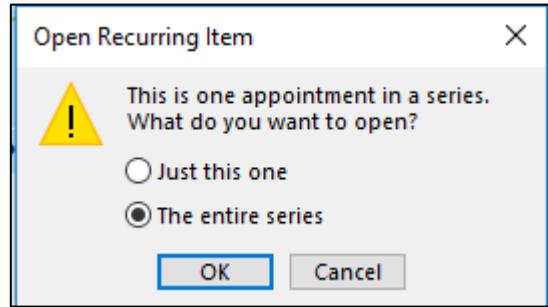 Open Recurring Item
This is one appointment in a series.
What do you want to open?
Just this one
The entire series
OK
Cancel